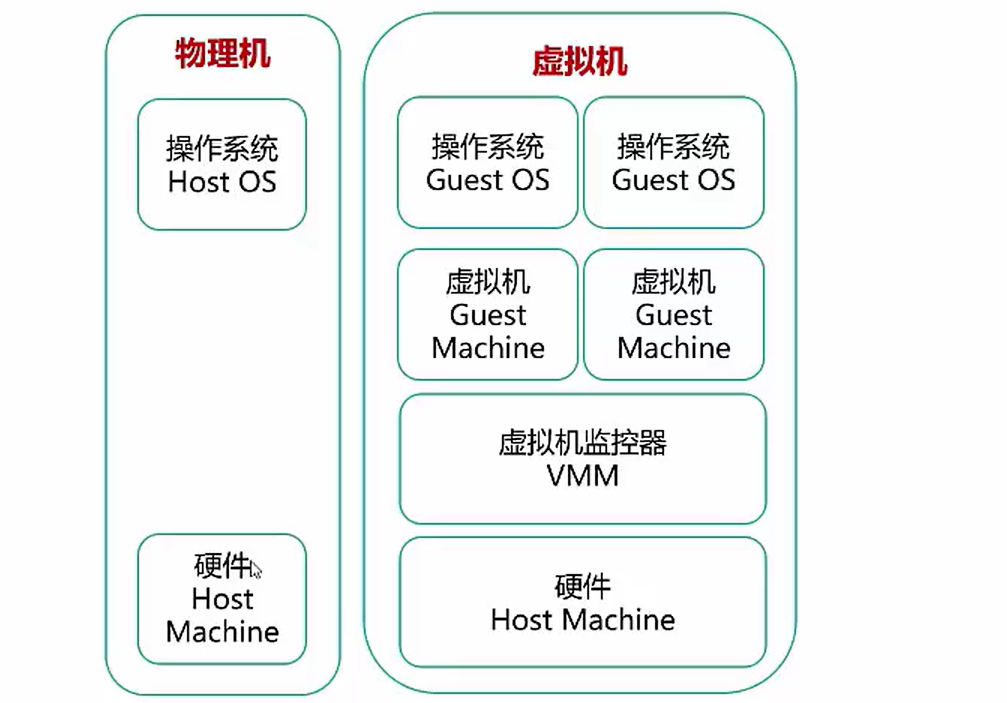 物理机
操作系统
Host OS
硬件
Host
Machine
虚拟机
操作系统
Guest OS
操作系统
Guest OS
虚拟机
Guest
Machine
虚拟机
Guest
Machine
虚拟机监控器
VMM
硬件
Host Machine